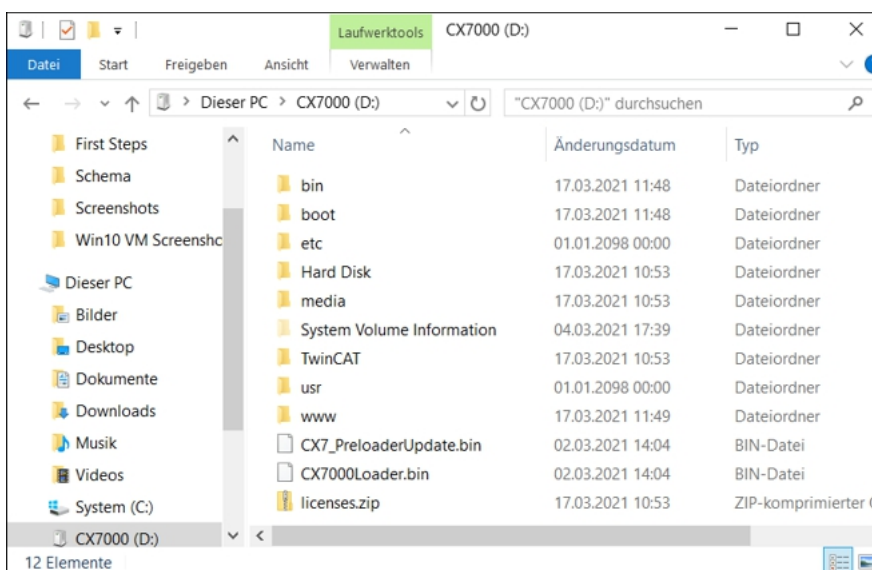 Laufwerktools CX7000 (D:)
Datei Start Freigeben Ansicht Verwalten
Dieser PC > CX7000 (D:) "CX7000 (D:)" durchsuchen
First Steps
Schema
Screenshots
Win10 VM Screenshc
Dieser PC
Bilder
Desktop
Dokumente
Downloads
Musik
Videos
System (C:)
CX7000 (D:)
Name Änderungsdatum Typ
bin 17.03.2021 11:48 Dateiordner
boot 17.03.2021 11:48 Dateiordner
etc 01.01.2098 00:00 Dateiordner
Hard Disk 17.03.2021 10:53 Dateiordner
media 17.03.2021 10:53 Dateiordner
System Volume Information 04.03.2021 17:39 Dateiordner
TwinCAT 17.03.2021 10:53 Dateiordner
usr 01.01.2098 00:00 Dateiordner
www 17.03.2021 11:49 Dateiordner
CX7_PreloaderUpdate.bin 02.03.2021 14:04 BIN-Datei
CX7000Loader.bin 02.03.2021 14:04 BIN-Datei
licenses.zip 17.03.2021 10:53 ZIP-komprimierter
12 Elemente